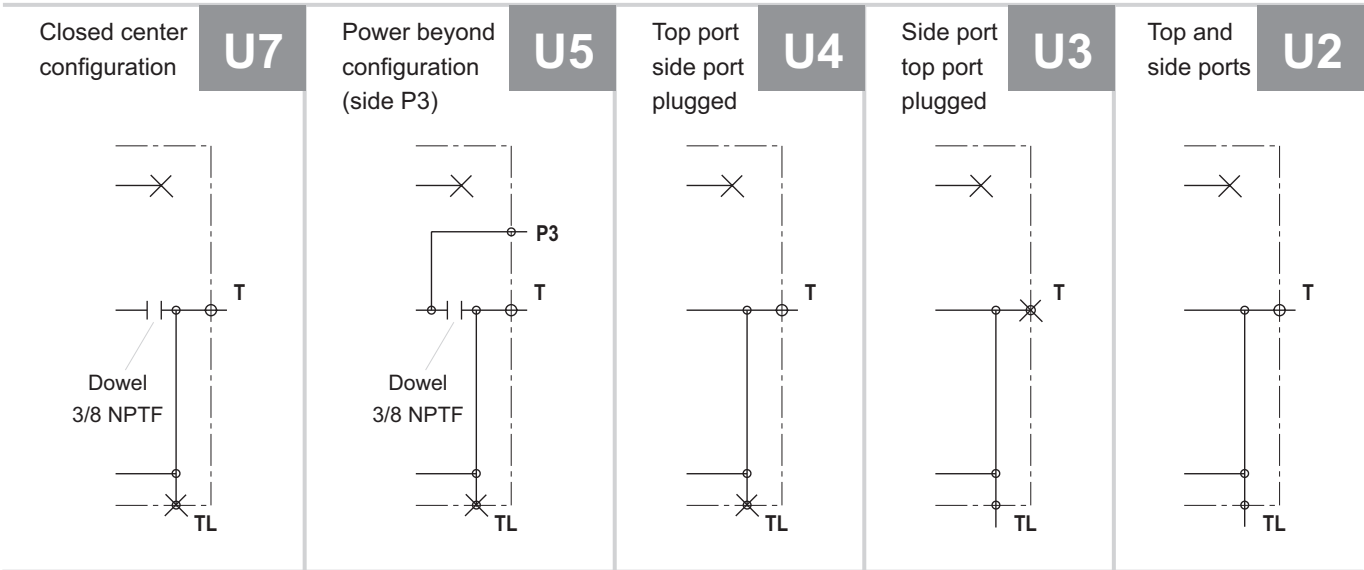 Closed center
configuration
U7
Dowel
3/8 NPTF
T
TL
Power beyond
configuration
(side P3)
U5
P3
T
Dowel
3/8 NPTF
TL
Top port
side port
plugged
U4
T
TL
Side port
top port
plugged
U3
T
TL
Top and
side ports
U2
T
TL